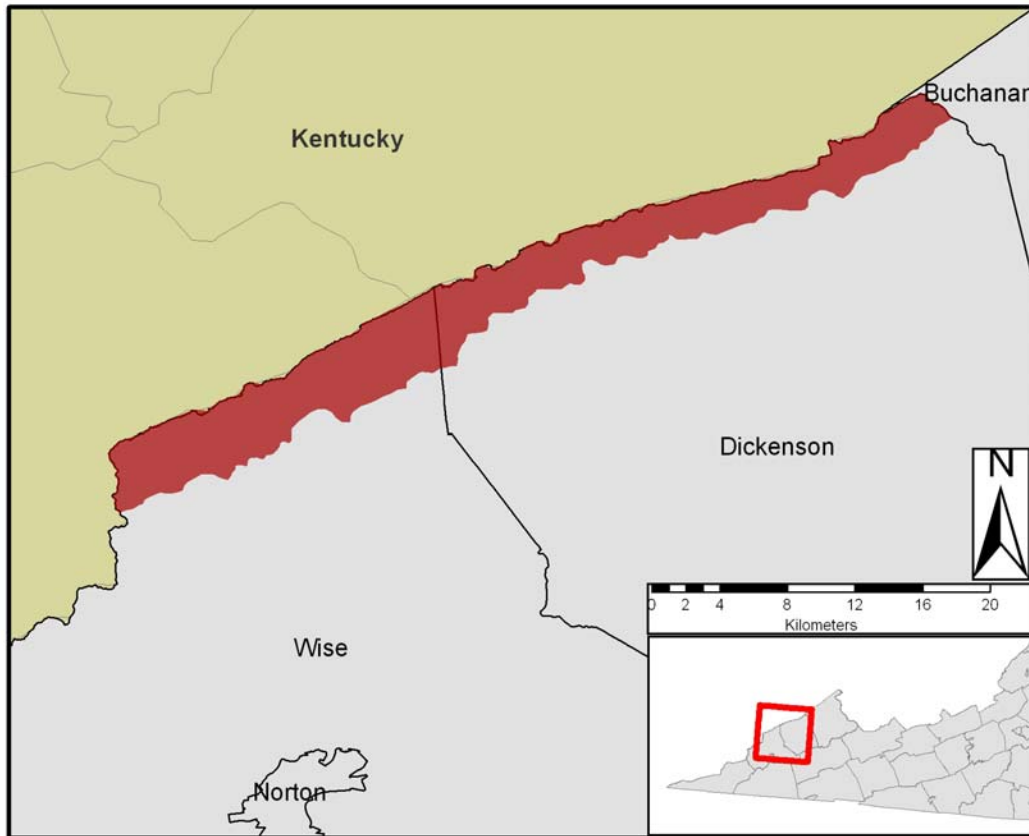 Buchanan
Kentucky
Dickenson
N
0 2 4 8 12 16 20
Kilometers
Wise
Norton